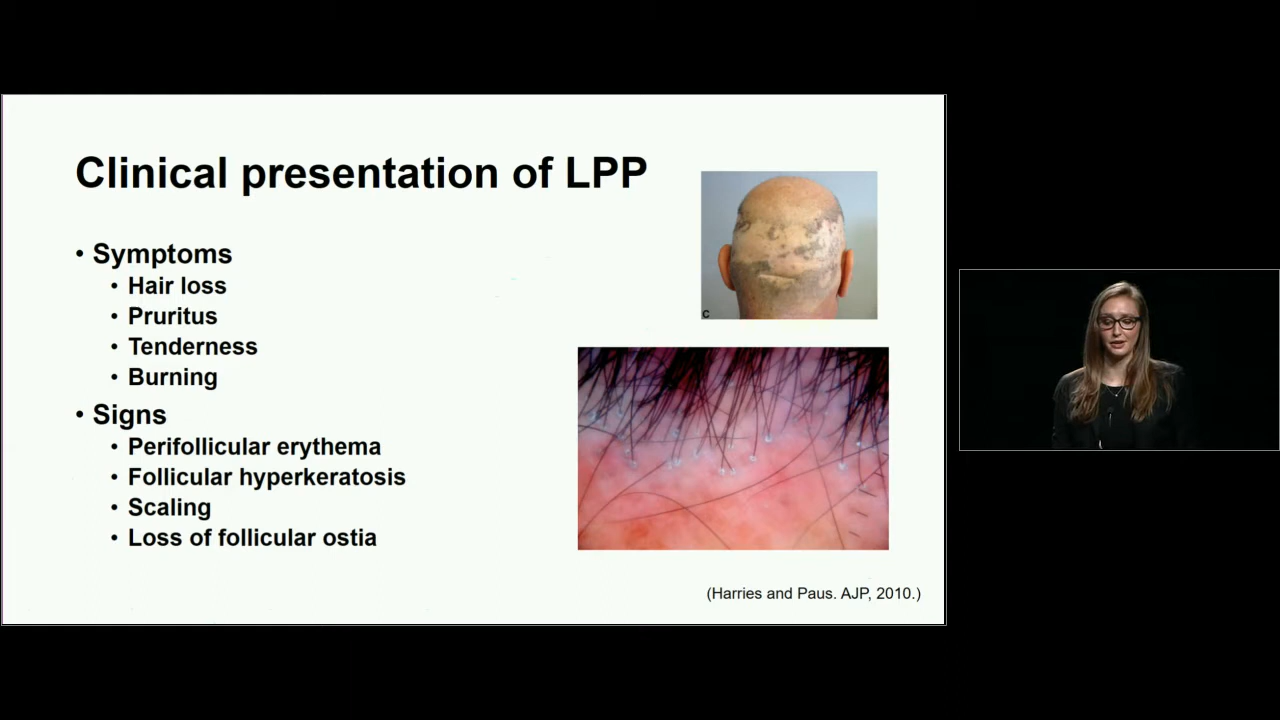 Clinical presentation of LPP
• Symptoms
• Hair loss
• Pruritus
• Tenderness
• Burning
• Signs
• Perifollicular erythema
• Follicular hyperkeratosis
• Scaling
• Loss of follicular ostia
C
(Harries and Paus. AJP, 2010.)